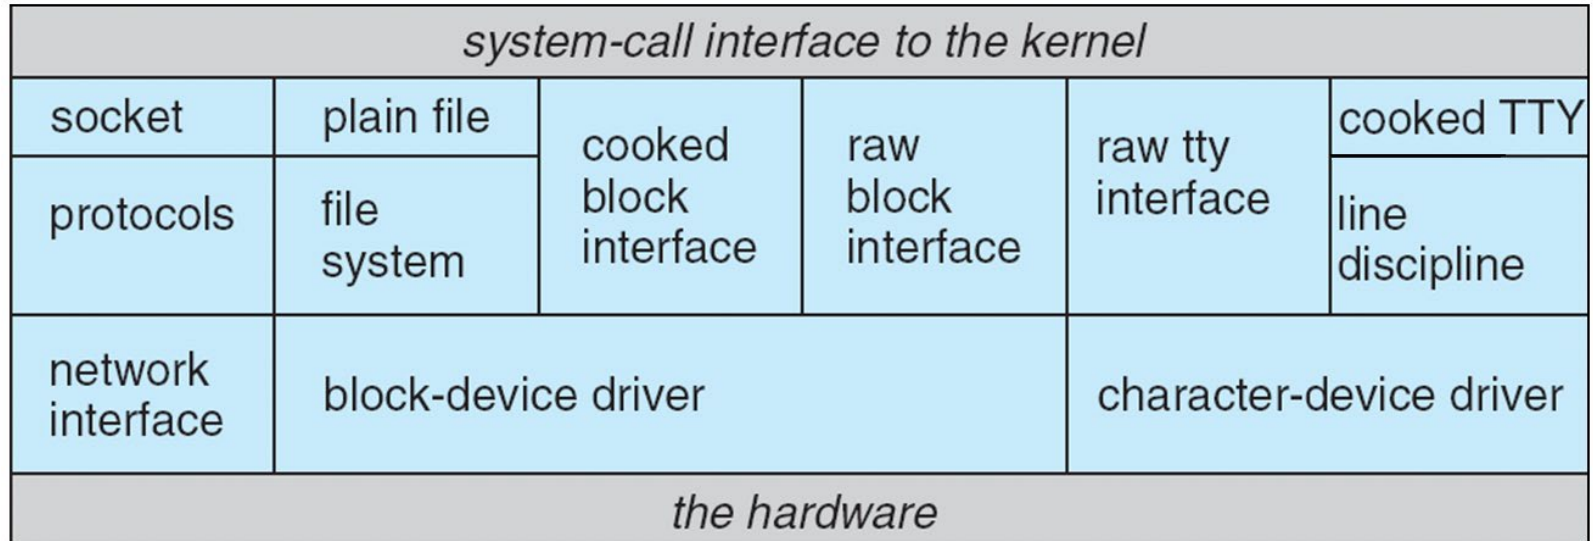 system-call interface to the kernel
socket
plain file
cooked
block
interface
raw
block
interface
raw tty
interface
cooked TTY
protocols
file
system
line
discipline
network
interface
block-device driver
character-device driver
the hardware